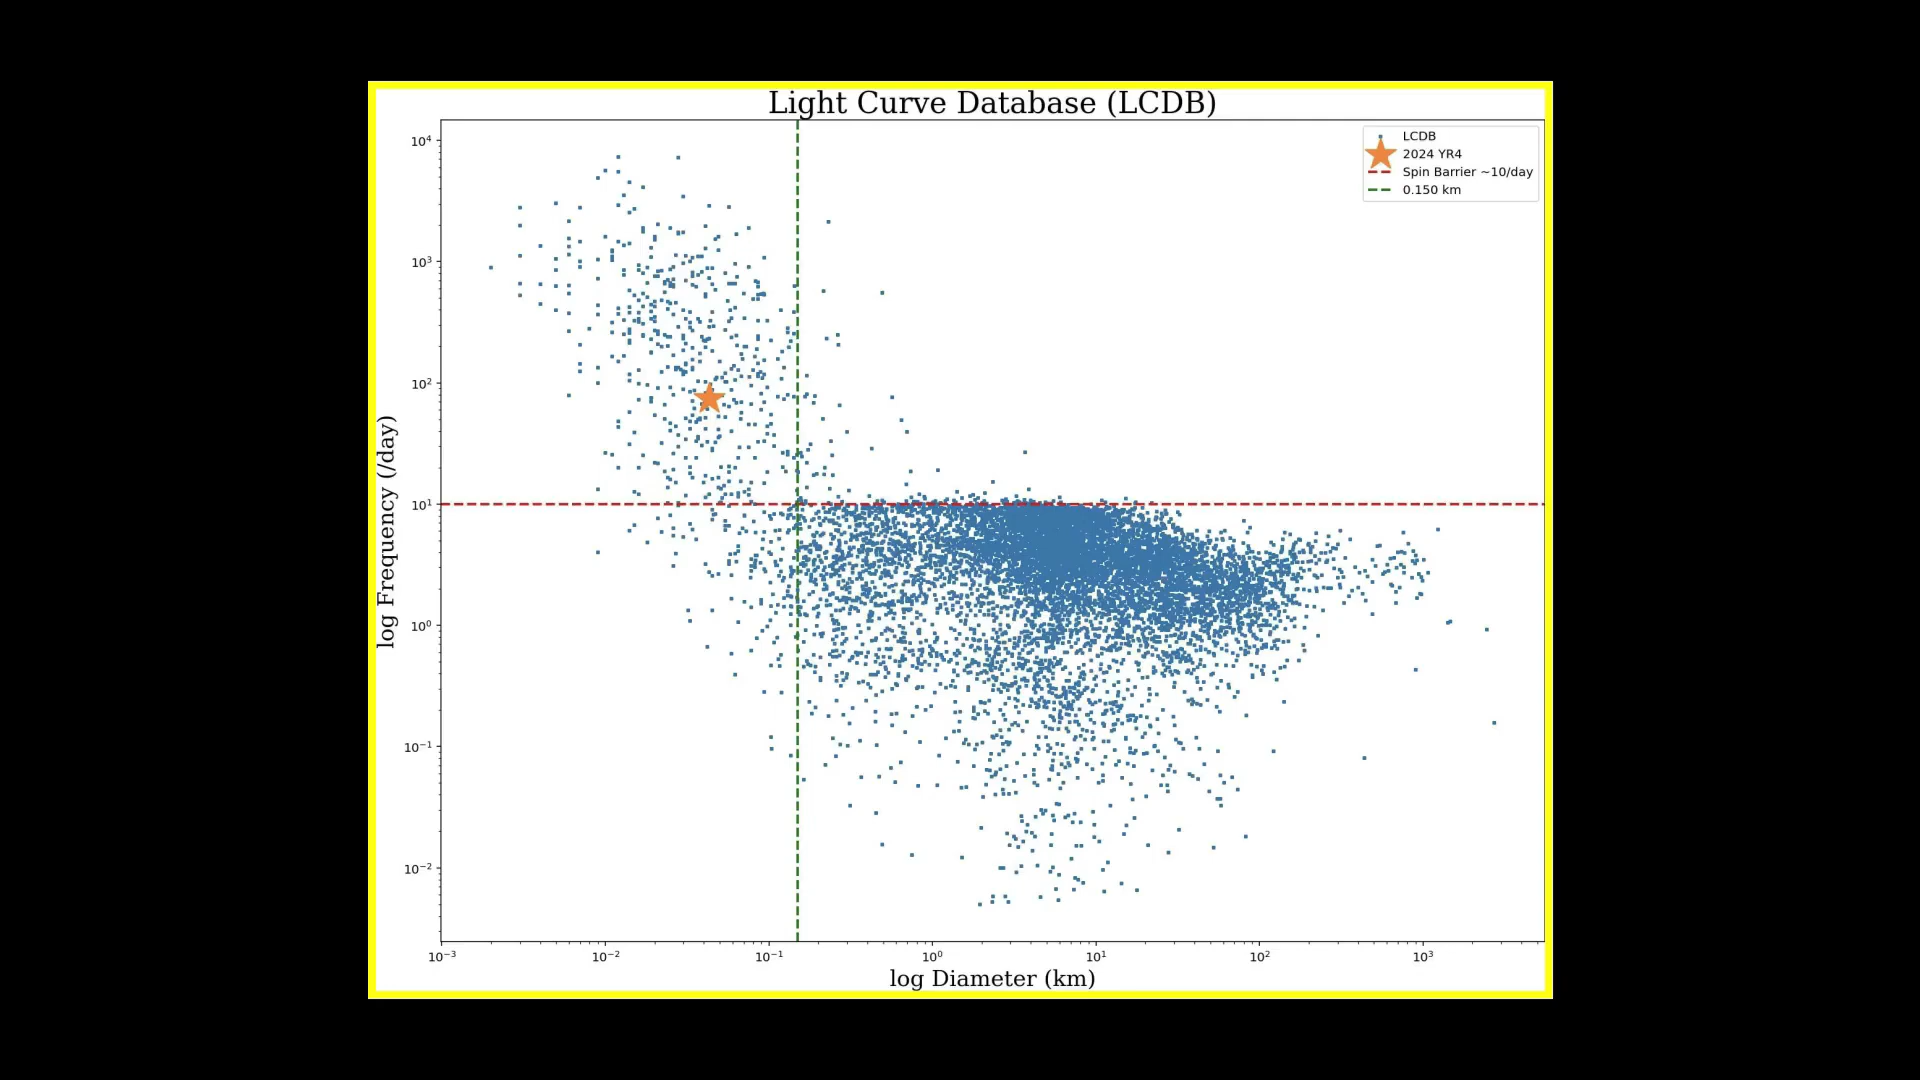 Light Curve Database (LCDB)
LCDB
2024 YR4
Spin Barrier ~10/day
0.150 km
log Frequency (/day)
10⁴
10³
10²
10¹
10⁰
10⁻¹
10⁻²
10⁻³ 10⁻² 10⁻¹ 10⁰ 10¹ 10² 10³
log Diameter (km)